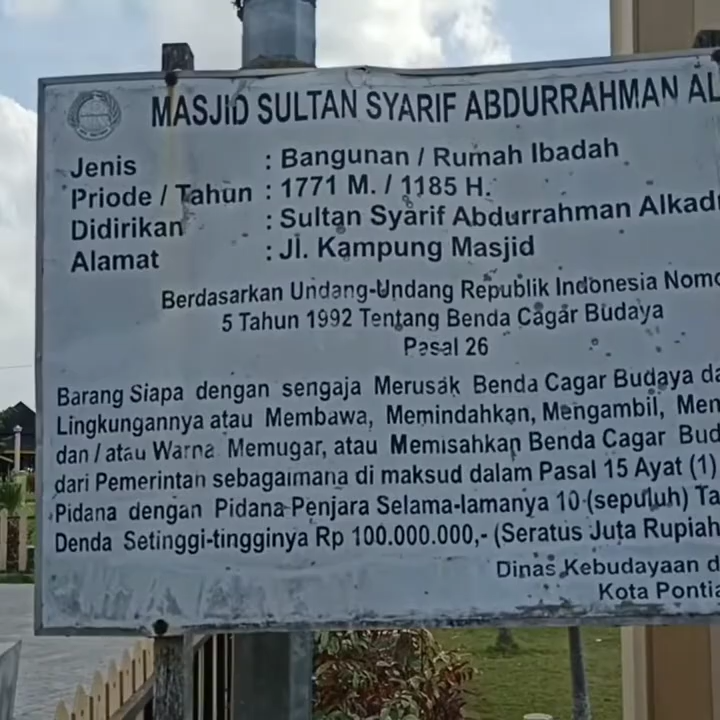 MASJID SULTAN SYARIF ABDURRAHMAN AL
Jenis : Bangunan / Rumah Ibadah
Priode / Tahun : 1771 M. / 1185 H.
Didirikan : Sultan Syarif Abdurrahman Alkadr
Alamat : Jl. Kampung Masjid
Berdasarkan Undang-Undang Republik Indonesia Nomo
5 Tahun 1992 Tentang Benda Cagar Budaya
Pasal 26
Barang Siapa dengan sengaja Merusak Benda Cagar Budaya da
Lingkungannya atau Membawa, Memindahkan, Mengambil, Men
dan / atau Warna Memugar, atau Memisahkan Benda Cagar Bud
dari Pemerintan sebagaimana di maksud dalam Pasal 15 Ayat (1)
Pidana dengan Pidana Penjara Selama-lamanya 10 (sepuluh) Ta
Denda Setinggi-tingginya Rp 100.000.000,- (Seratus Juta Rupiah
Dinas Kebudayaan d
Kota Pontia